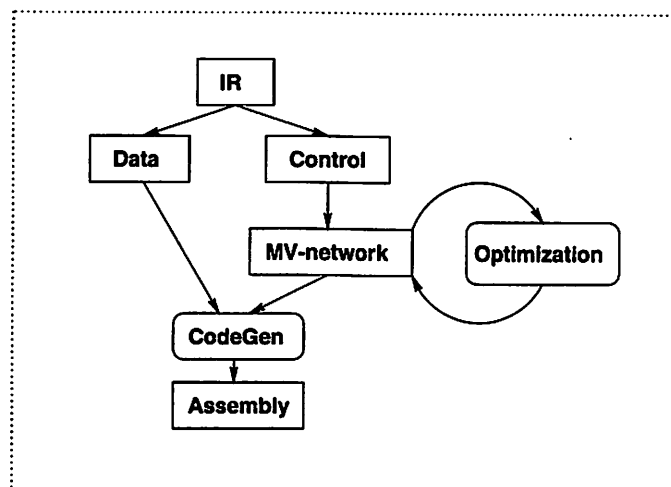 IR
Data
Control
MV-network
Optimization
CodeGen
Assembly